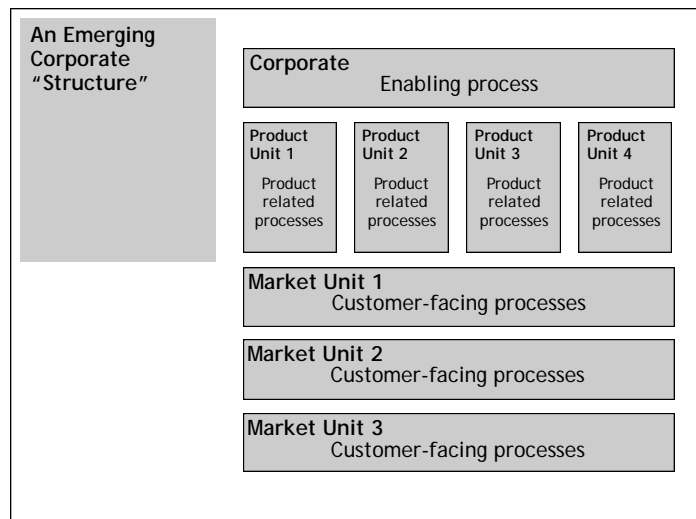 An Emerging
Corporate
“Structure”
Corporate
Enabling process
Product
Unit 1
Product
related
processes
Product
Unit 2
Product
related
processes
Product
Unit 3
Product
related
processes
Product
Unit 4
Product
related
processes
Market Unit 1
Customer-facing processes
Market Unit 2
Customer-facing processes
Market Unit 3
Customer-facing processes